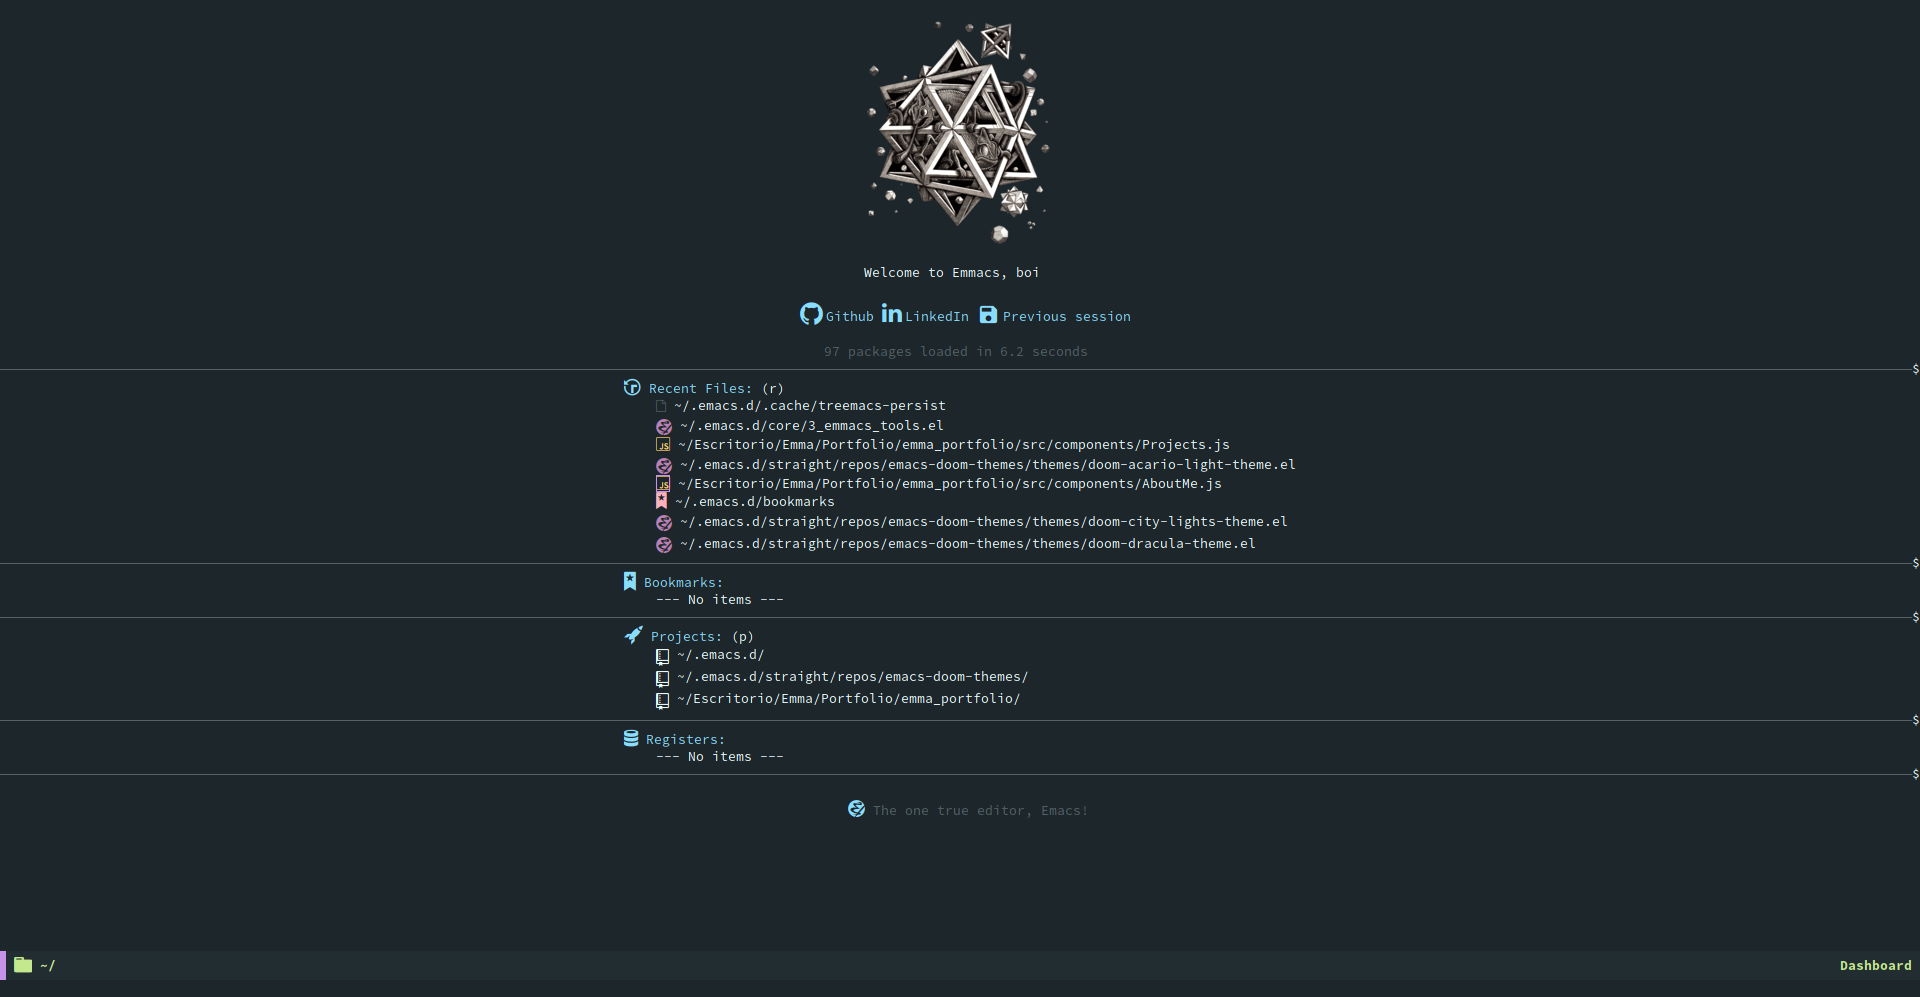 Welcome to Emmacs, boi
Github LinkedIn Previous session
97 packages loaded in 6.2 seconds
$
Recent Files: (r)
~/.emacs.d/.cache/treemacs-persist
~/.emacs.d/core/3_emmacs_tools.el
JS ~/Escritorio/Emma/Portfolio/emma_portfolio/src/components/Projects.js
~/.emacs.d/straight/repos/emacs-doom-themes/themes/doom-acario-light-theme.el
JS ~/Escritorio/Emma/Portfolio/emma_portfolio/src/components/AboutMe.js
~/.emacs.d/bookmarks
~/.emacs.d/straight/repos/emacs-doom-themes/themes/doom-city-lights-theme.el
~/.emacs.d/straight/repos/emacs-doom-themes/themes/doom-dracula-theme.el
$
Bookmarks:
--- No items ---
$
Projects: (p)
~/.emacs.d/
~/.emacs.d/straight/repos/emacs-doom-themes/
~/Escritorio/Emma/Portfolio/emma_portfolio/
$
Registers:
--- No items ---
$
The one true editor, Emacs!
~/ Dashboard